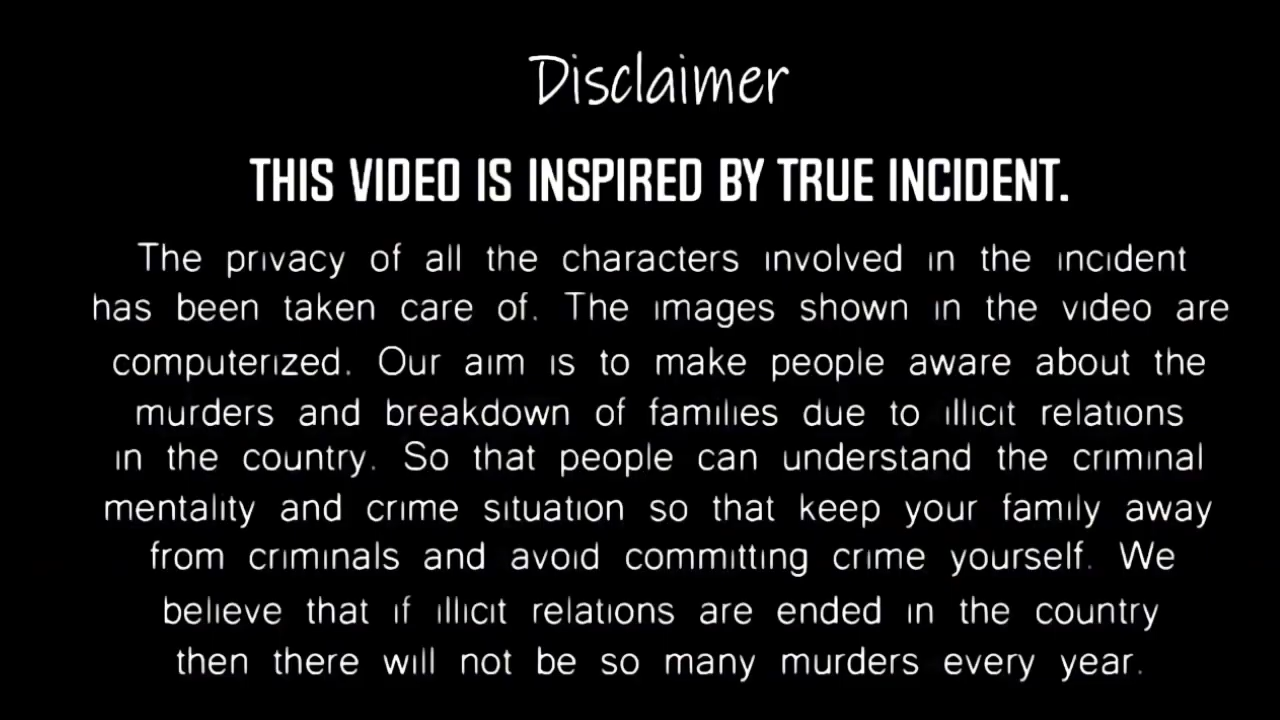 Disclaimer
THIS VIDEO IS INSPIRED BY TRUE INCIDENT.
The privacy of all the characters involved in the incident
has been taken care of. The images shown in the video are
computerized. Our aim is to make people aware about the
murders and breakdown of families due to illicit relations
in the country. So that people can understand the criminal
mentality and crime situation so that keep your family away
from criminals and avoid committing crime yourself. We
believe that if illicit relations are ended in the country
then there will not be so many murders every year.